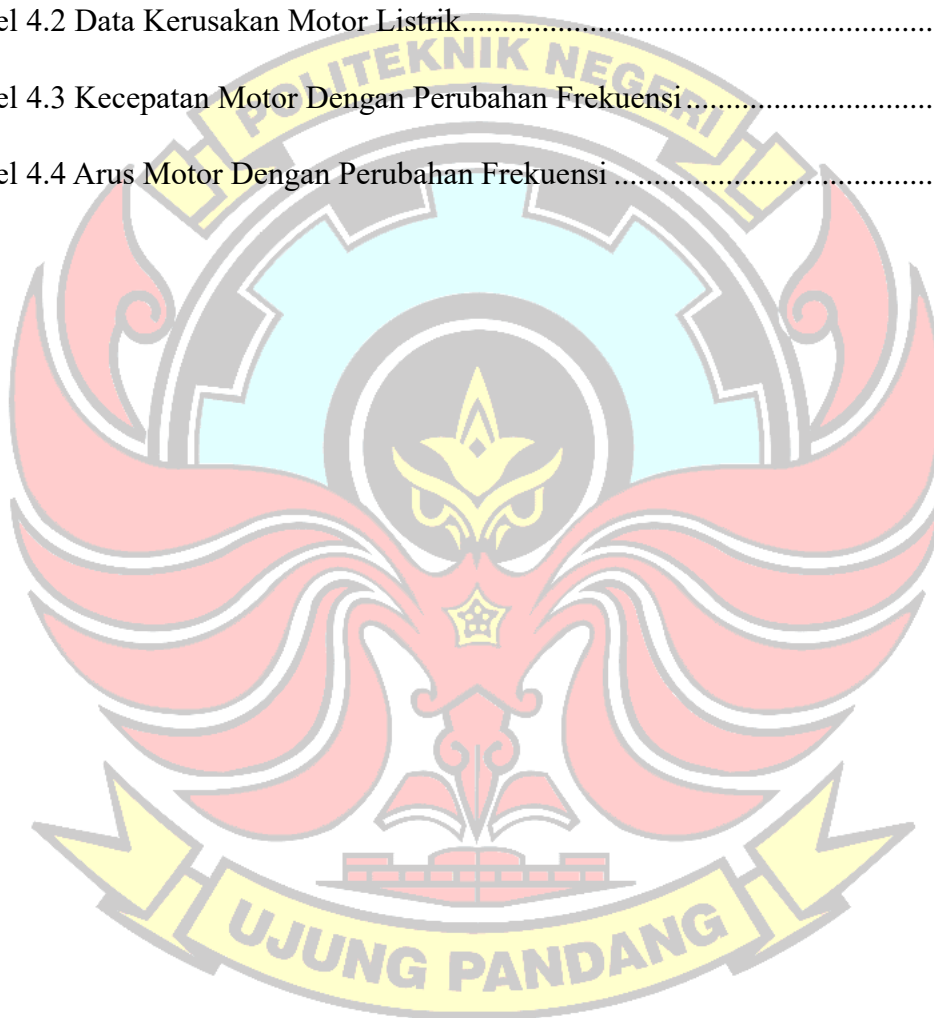 el 4.2 Data Kerusakan Motor Listrik........................................................
POLITEKNIK NEGERI
el 4.3 Kecepatan Motor Dengan Perubahan Frekuensi..............................
el 4.4 Arus Motor Dengan Perubahan Frekuensi .......................................
UJUNG PANDANG